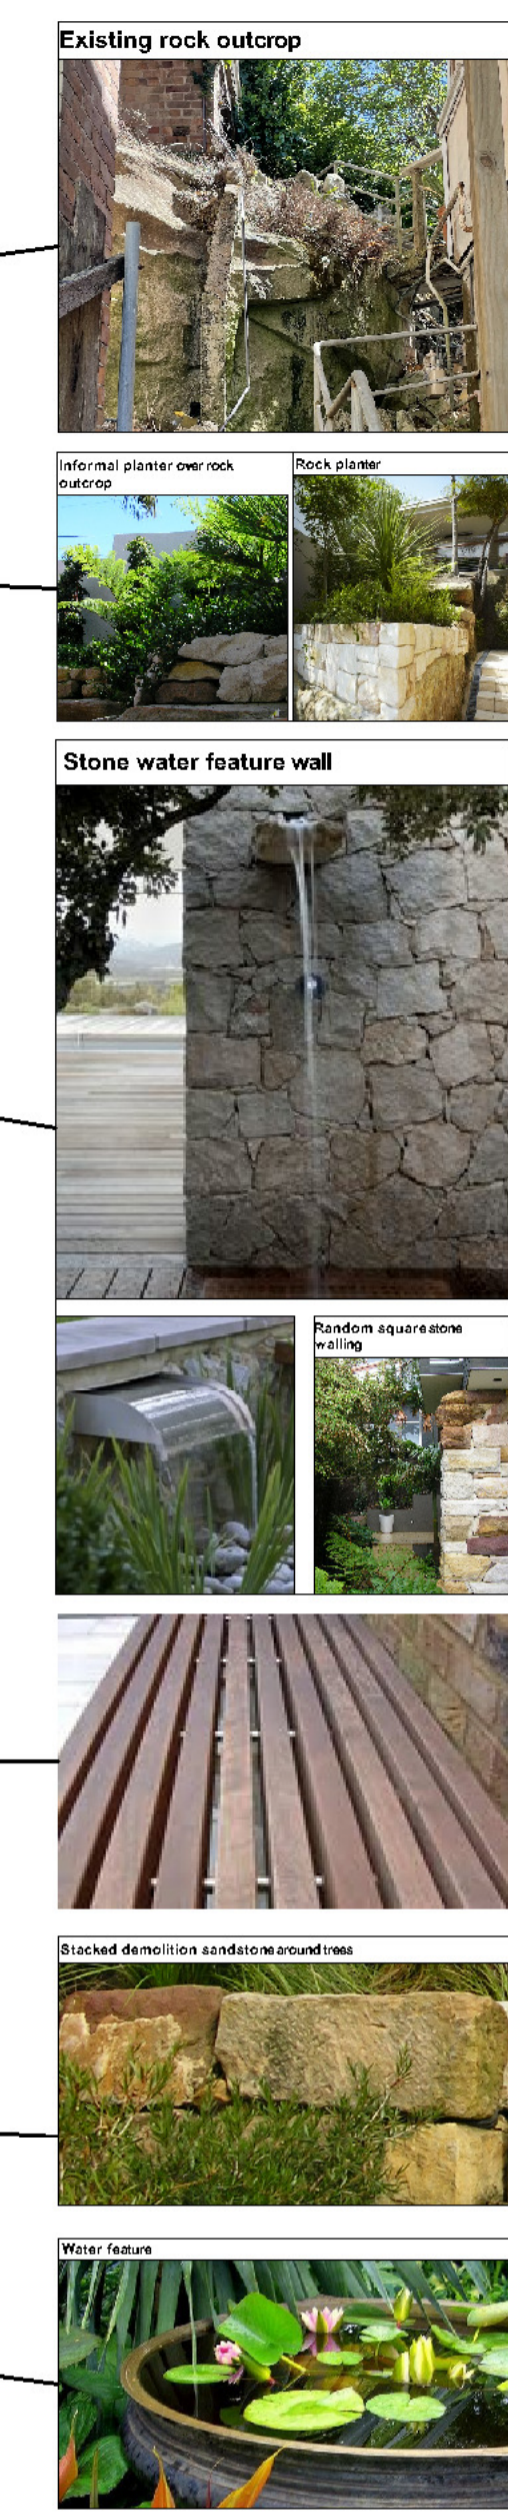 Existing rock outcrop
Informal planter over rock
outcrop
Rock planter
Stone water feature wall
Random square stone
walling
Stacked demolition sandstone around trees
Water feature